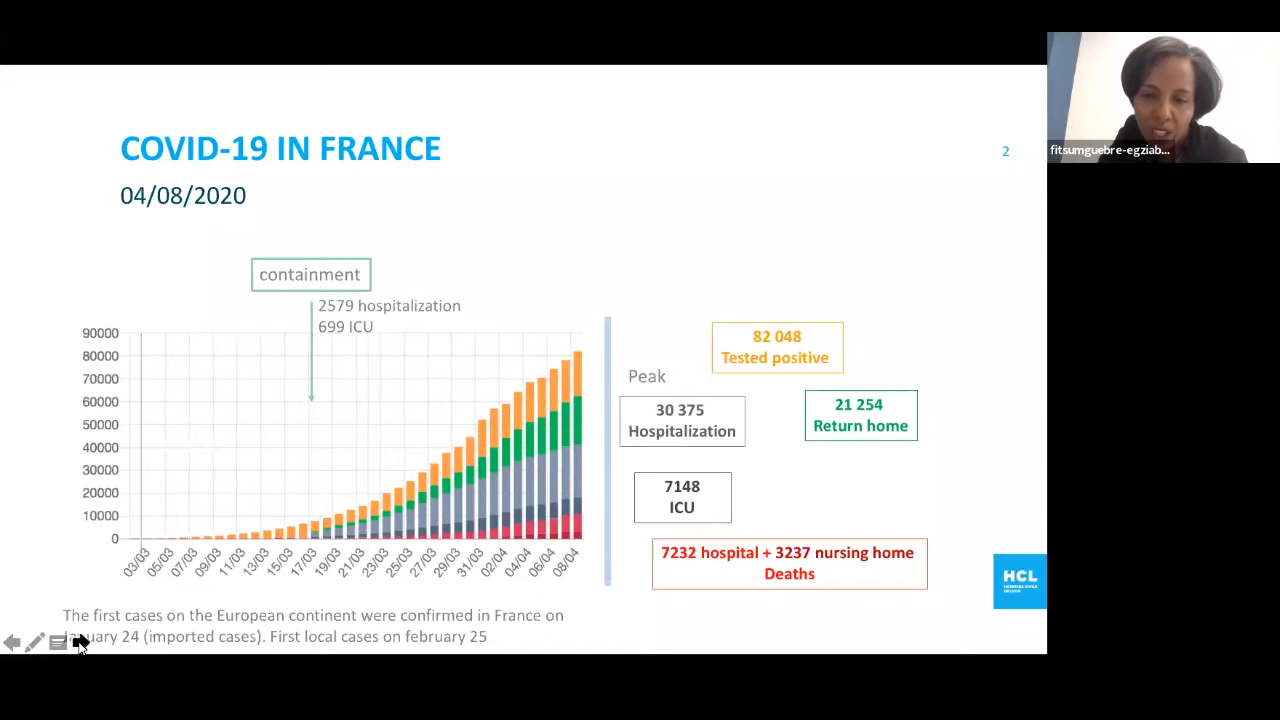 COVID-19 IN FRANCE
2
fitsumguebre-egziab...
04/08/2020
containment
2579 hospitalization
699 ICU
90000
80000
70000
60000
50000
40000
30000
20000
10000
0
03/03
05/03
07/03
09/03
11/03
13/03
15/03
17/03
19/03
21/03
23/03
25/03
27/03
29/03
31/03
02/04
04/04
06/04
08/04
82 048
Tested positive
Peak
30 375
Hospitalization
21 254
Return home
7148
ICU
7232 hospital + 3237 nursing home
Deaths
HCL
The first cases on the European continent were confirmed in France on
January 24 (imported cases). First local cases on february 25